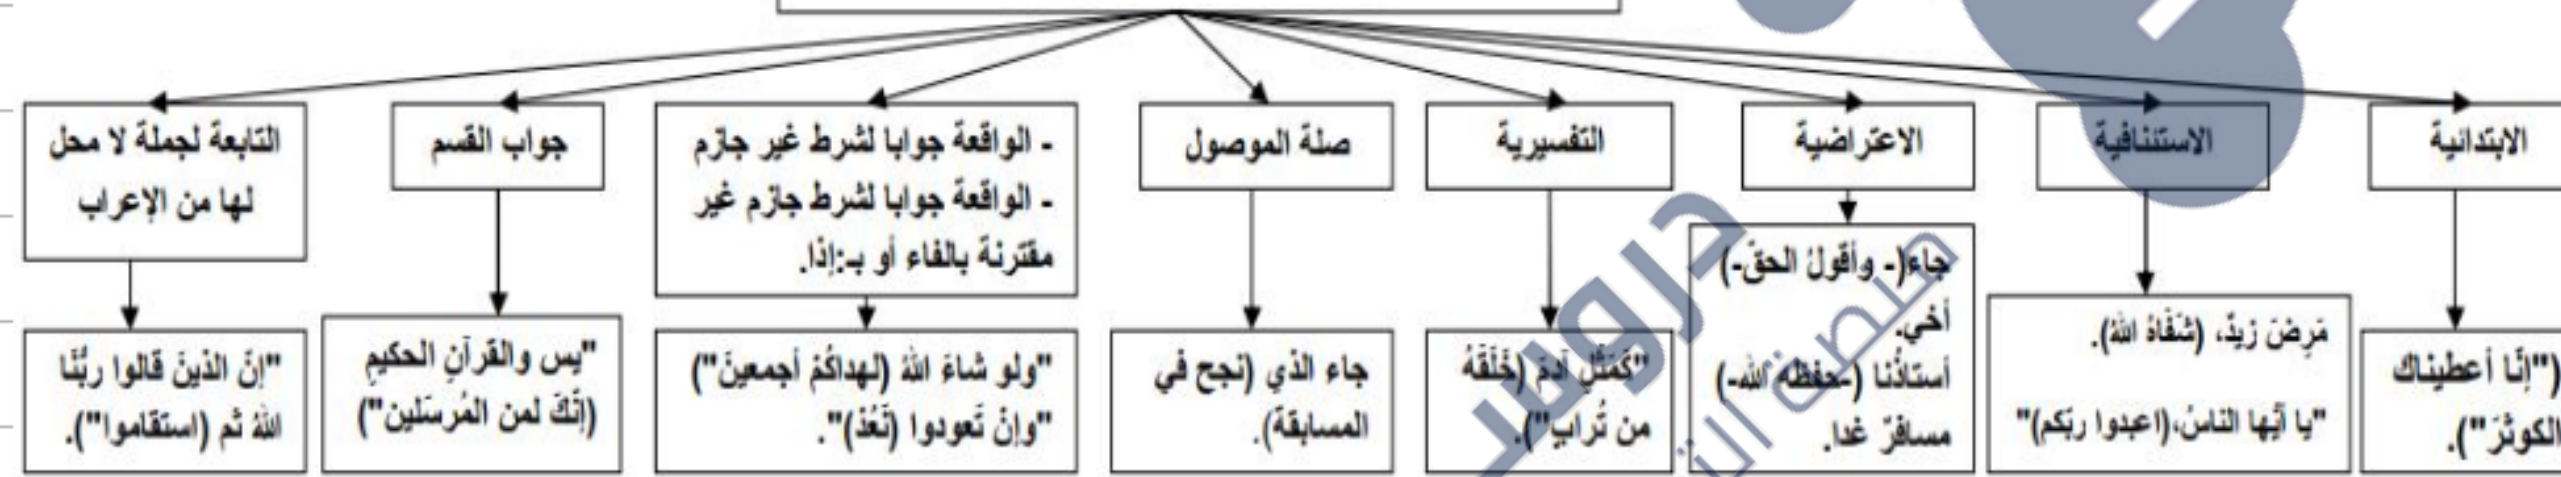 الابتدائية
("إنّا أعطيناك
الكوثرَ").
الاستئنافية
مَرِضَ زيدٌ، (شفَاهُ اللهُ).
"يا أيّها الناسُ،(اعبدوا ربّكم)"
الاعتراضية
جاء(- وأقولُ الحقّ-)
أخي.
أستاذُنا (-حفظه الله-)
مسافرٌ غدا.
التفسيرية
"كَمَثَلِ آدمَ (خَلَقَهُ
من تُرابٍ").
صلة الموصول
جاء الذي (نجح في
المسابقة).
- الواقعة جوابا لشرط غير جازم
- الواقعة جوابا لشرط جازم غير
مقترنة بالفاء أو بـ:إذا.
"ولو شاءَ اللهُ (لهداكُمْ أجمعينَ")
"وإنْ تَعودوا (نَعُدْ)".
جواب القسم
"يس والقرآنِ الحكيمِ
(إنّكَ لمن المُرسَلين")
التابعة لجملة لا محل
لها من الإعراب
"إنّ الذينَ قالوا ربُّنَا
اللهُ ثم (استقاموا").
دروس
منصة